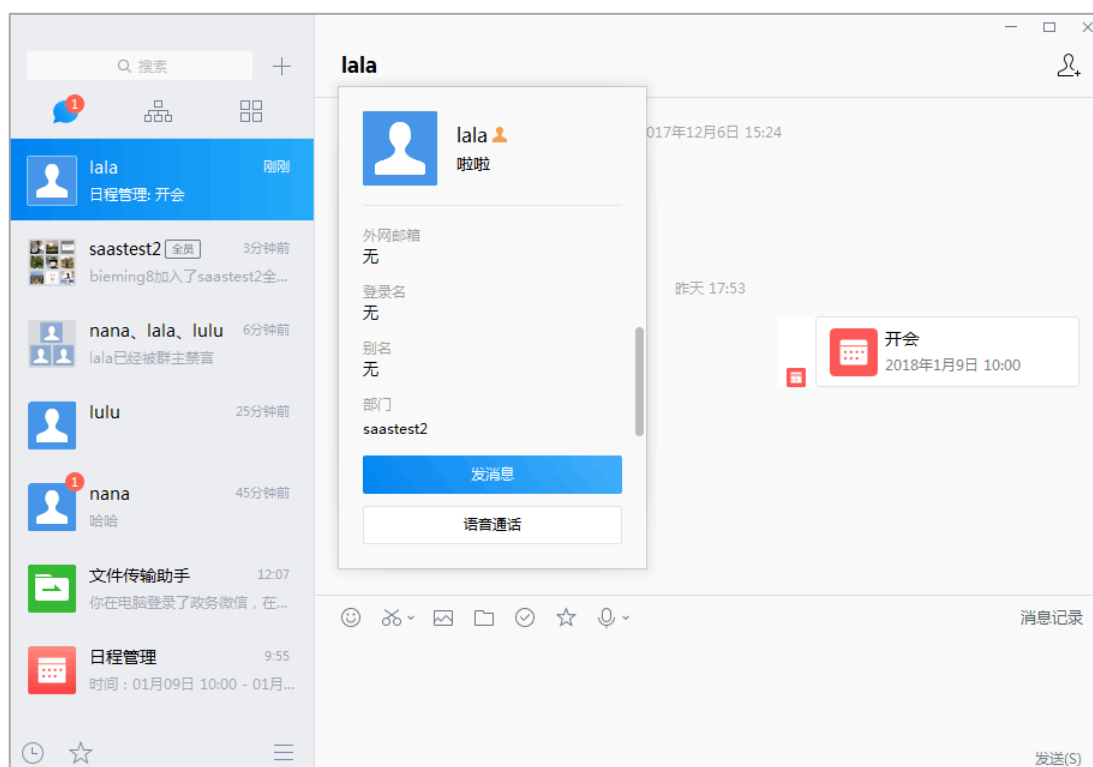 搜索
1
lala
刚刚
日程管理: 开会
saastest2 全员
3分钟前
bieming8加入了saastest2全...
nana、lala、lulu
6分钟前
lala已经被群主禁言
lulu
25分钟前
1
nana
45分钟前
哈哈
文件传输助手
12:07
你在电脑登录了政务微信，在...
日程管理
9:55
时间：01月09日 10:00 - 01月...
lala
017年12月6日 15:24
lala
啦啦
外网邮箱
无
登录名
无
别名
无
部门
saastest2
发消息
语音通话
昨天 17:53
开会
2018年1月9日 10:00
消息记录
发送(S)